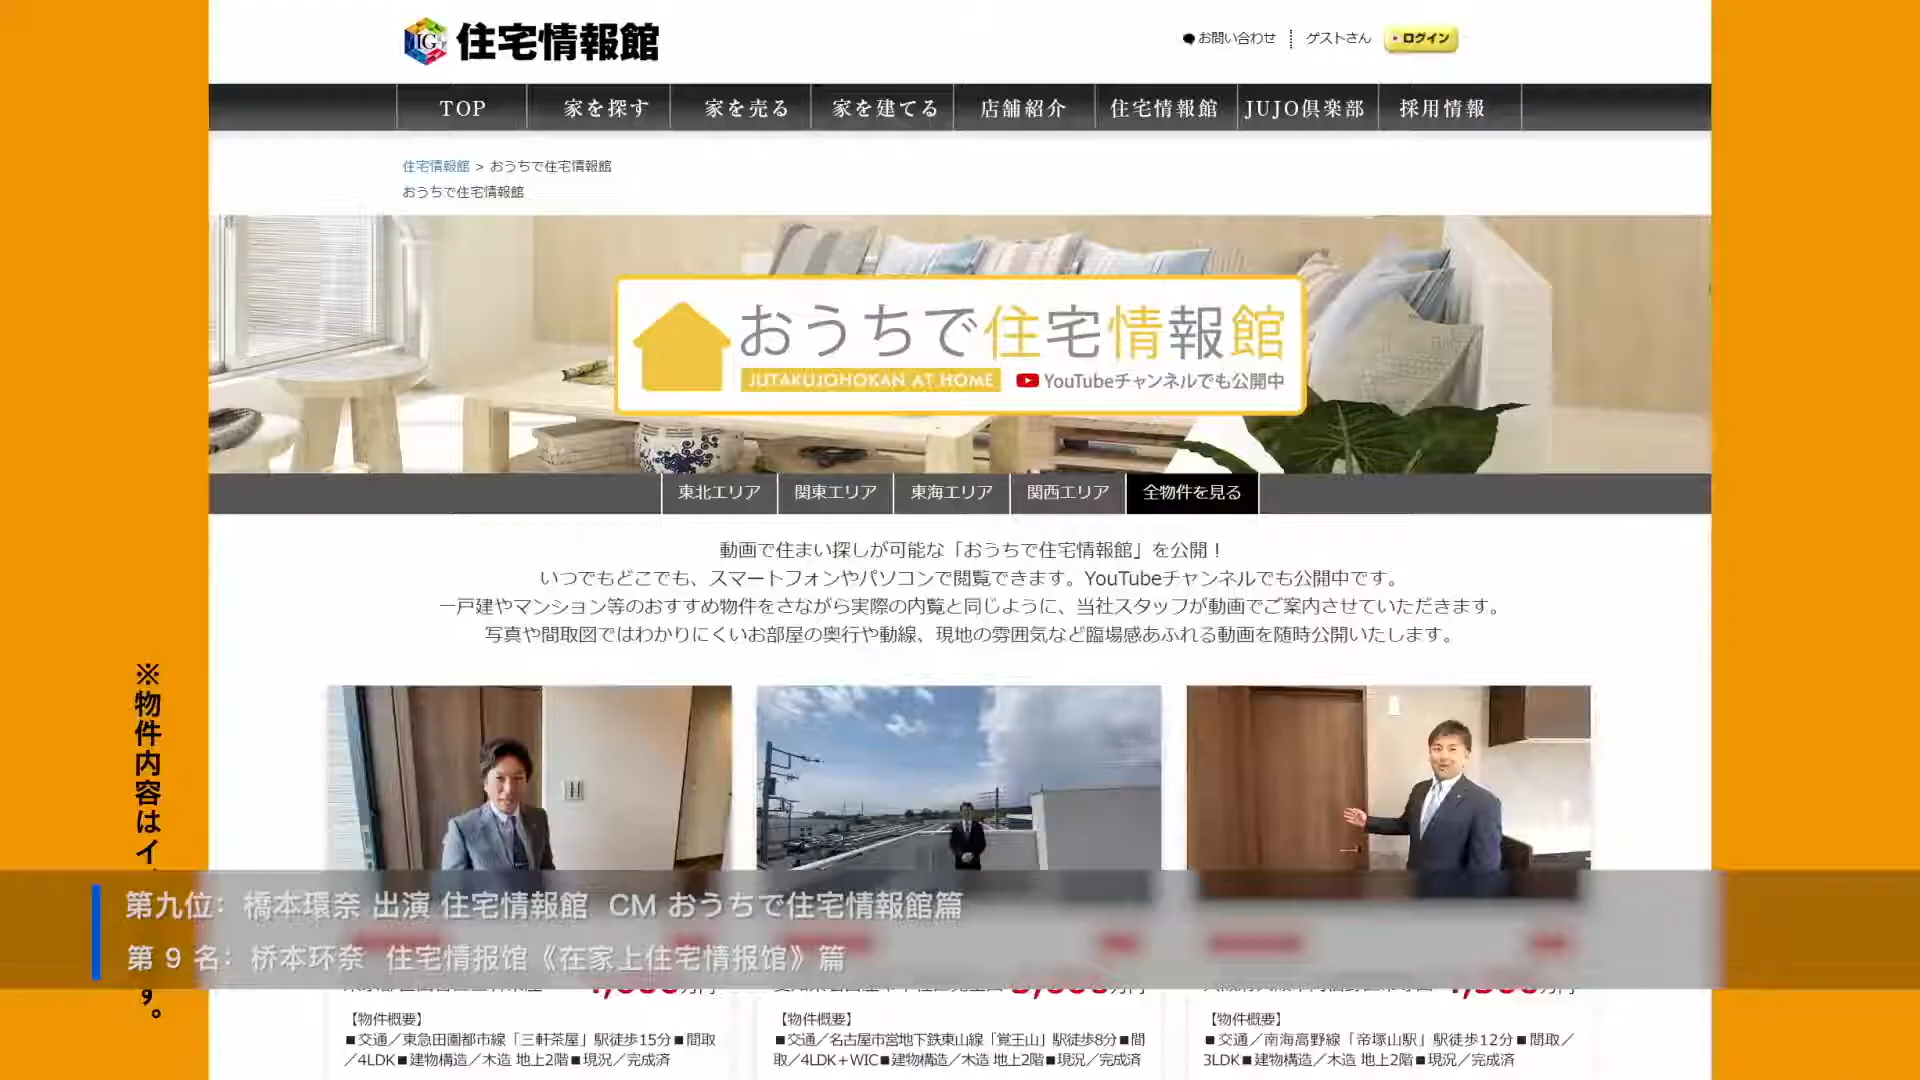 IG 住宅情報館
お問い合わせ
ゲストさん
ログイン
TOP
家を探す
家を売る
家を建てる
店舗紹介
住宅情報館
JUJO倶楽部
採用情報
住宅情報館 > おうちで住宅情報館
おうちで住宅情報館
おうちで住宅情報館
JUTAKUJOHOKAN AT HOME
YouTubeチャンネルでも公開中
東北エリア
関東エリア
東海エリア
関西エリア
全物件を見る
動画で住まい探しが可能な「おうちで住宅情報館」を公開！
いつでもどこでも、スマートフォンやパソコンで閲覧できます。YouTubeチャンネルでも公開中です。
一戸建やマンション等のおすすめ物件をさながら実際の内覧と同じように、当社スタッフが動画でご案内させていただきます。
写真や間取図ではわかりにくいお部屋の奥行や動線、現地の雰囲気など臨場感あふれる動画を随時公開いたします。
※物件内容はイ
す。
第九位：橋本環奈 出演 住宅情報館 CM おうちで住宅情報館篇
第 9 名：桥本环奈 住宅情报馆《在家上住宅情报馆》篇
【物件概要】
■交通／東急田園都市線「三軒茶屋」駅徒歩15分■間取
／4LDK■建物構造／木造 地上2階■現況／完成済
【物件概要】
■交通／名古屋市営地下鉄東山線「覚王山」駅徒歩8分■間
取／4LDK＋WIC■建物構造／木造 地上2階■現況／完成済
【物件概要】
■交通／南海高野線「帝塚山駅」駅徒歩12分■間取／
3LDK■建物構造／木造 地上2階■現況／完成済